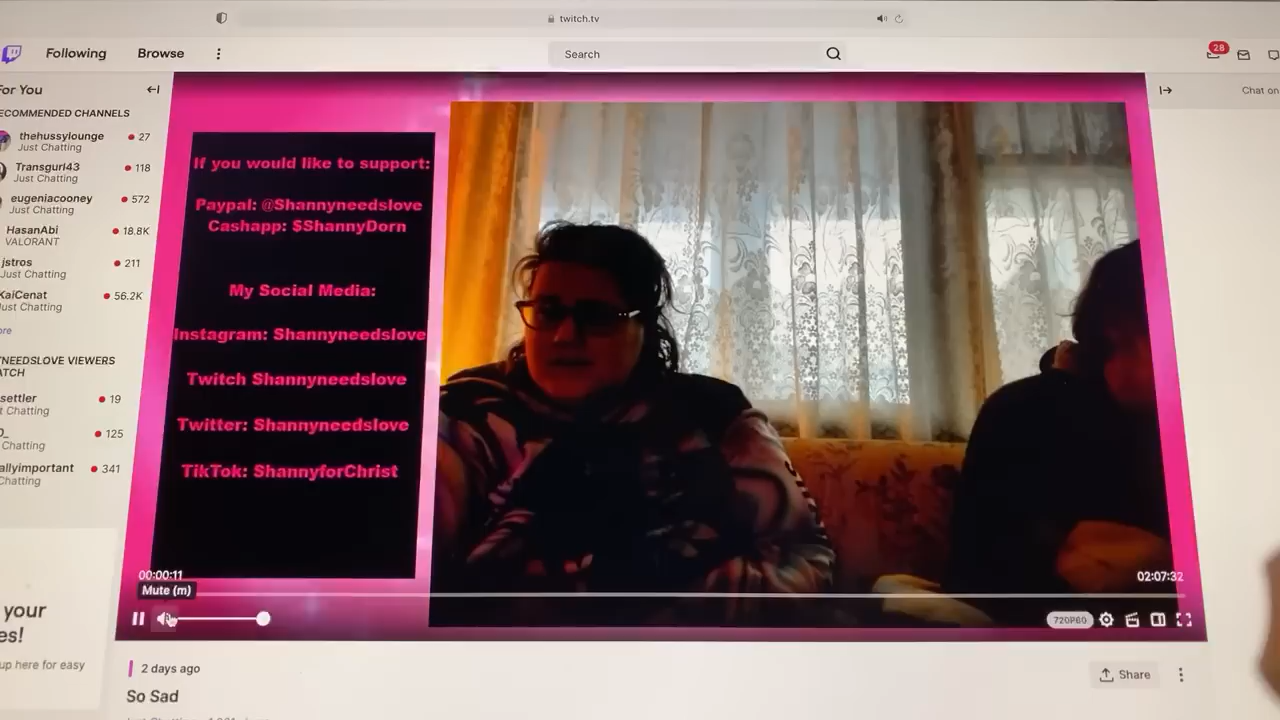 twitch.tv
Following
Browse
Search
28
For You
Chat on
ECOMMENDED CHANNELS
thehussylounge
27
Just Chatting
Transgurl43
118
Just Chatting
eugeniacooney
572
Just Chatting
HasanAbi
18.8K
VALORANT
jstros
211
Just Chatting
KaiCenat
56.2K
Just Chatting
ore
NEEDSLOVE VIEWERS
ATCH
settler
19
t Chatting
125
Chatting
allyimportant
341
Chatting
your
es!
up here for easy
If you would like to support:
Paypal: @Shannyneedslove
Cashapp: $ShannyDorn
My Social Media:
Instagram: Shannyneedslove
Twitch Shannyneedslove
Twitter: Shannyneedslove
TikTok: ShannyforChrist
00:00:11
02:07:32
Mute (m)
720P60
2 days ago
Share
So Sad